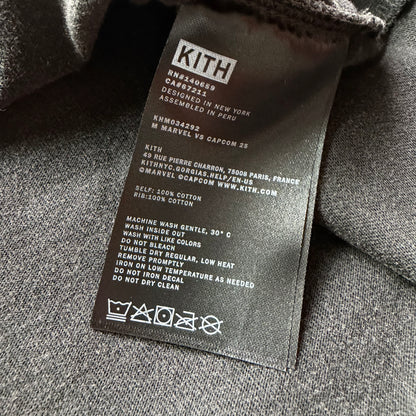 KITH
RN#140659
CA#67211
DESIGNED IN NEW YORK
ASSEMBLED IN PERU
KHM034292
M MARVEL VS CAPCOM 25
KITH
49 RUE PIERRE CHARRON, 75008 PARIS, FRANCE
KITHNYC.GORGIAS.HELP/EN-US
©MARVEL ©CAPCOM WWW.KITH.COM
SELF: 100% COTTON
RIB:100% COTTON
MACHINE WASH GENTLE, 30° C
WASH INSIDE OUT
WASH WITH LIKE COLORS
DO NOT BLEACH
TUMBLE DRY REGULAR, LOW HEAT
REMOVE PROMPTLY
IRON ON LOW TEMPERATURE AS NEEDED
DO NOT IRON DECAL
DO NOT DRY CLEAN